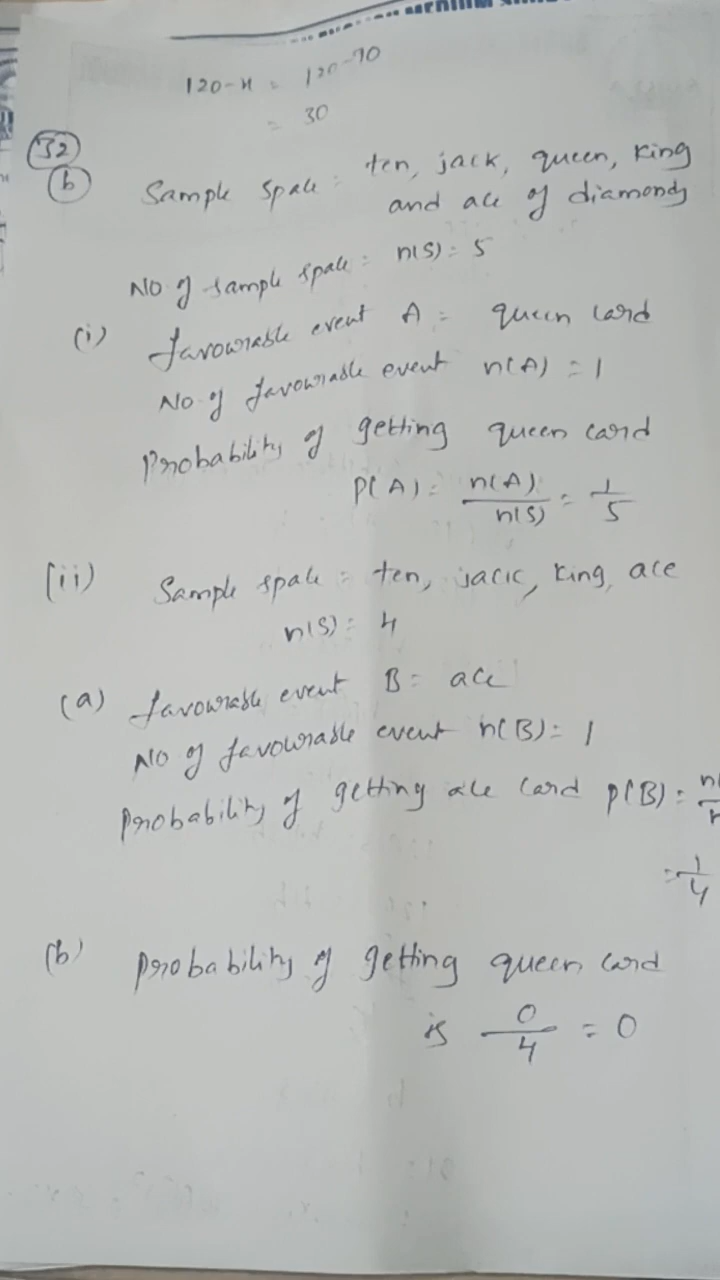 120-x = 120-90
= 30
32
b
Sample space = ten, jack, queen, king
and ace of diamonds
NO of sample space = n(S) = 5
(i) favourable event A = queen card
No of favourable event n(A) = 1
Probability of getting queen card
P(A) = n(A)/n(S) = 1/5
(ii) Sample space = ten, jack, king, ace
n(S) = 4
(a) favourable event B = ace
No of favourable event n(B) = 1
Probability of getting ace card P(B) =
= 1/4
(b) Probability of getting queen card
is 0/4 = 0